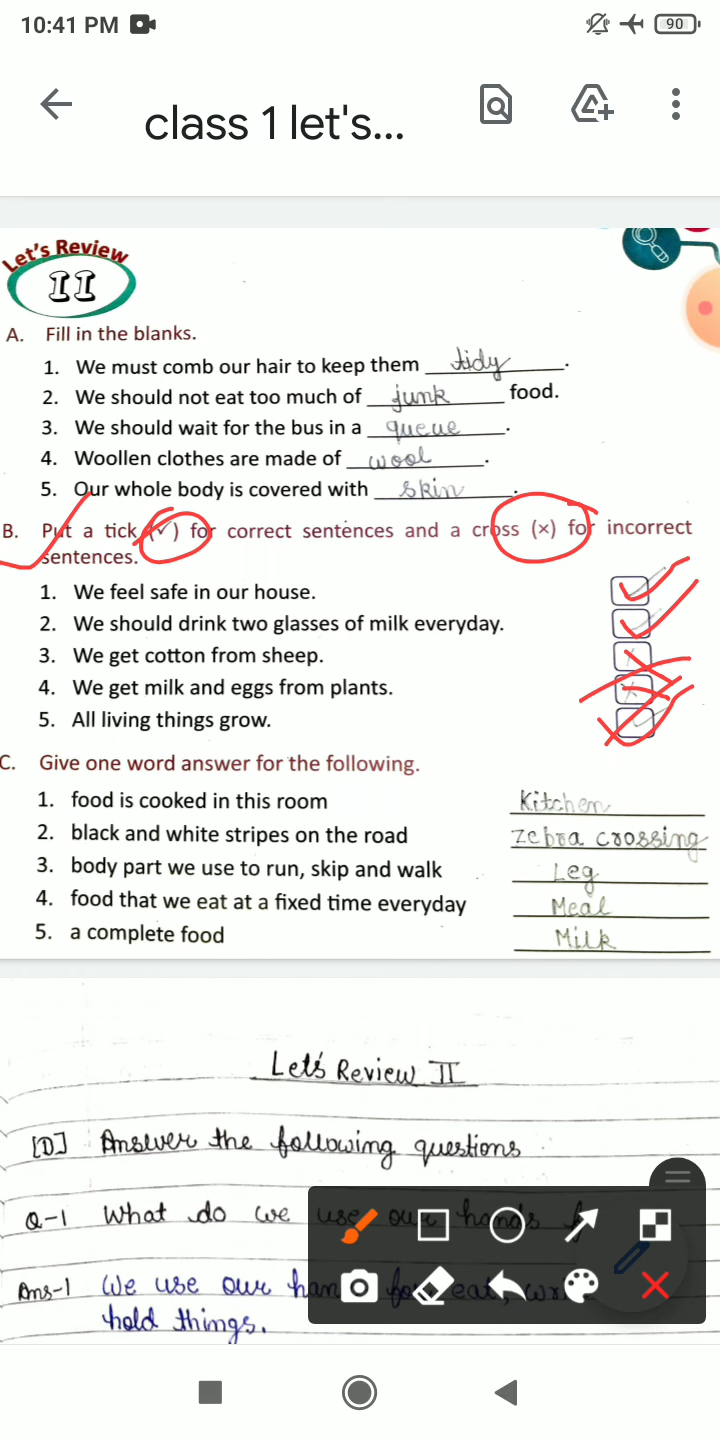 10:41 PM 90
class 1 let's...
Let's Review
II
A. Fill in the blanks.
1. We must comb our hair to keep them tidy.
2. We should not eat too much of junk food.
3. We should wait for the bus in a queue.
4. Woollen clothes are made of wool.
5. Our whole body is covered with skin.
B. Put a tick (✓) for correct sentences and a cross (×) for incorrect
sentences.
1. We feel safe in our house. ✓
2. We should drink two glasses of milk everyday. ✓
3. We get cotton from sheep. ×
4. We get milk and eggs from plants. ×
5. All living things grow. ✓
C. Give one word answer for the following.
1. food is cooked in this room Kitchen
2. black and white stripes on the road Zebra crossing
3. body part we use to run, skip and walk Leg
4. food that we eat at a fixed time everyday Meal
5. a complete food Milk
Let's Review II
[D] Answer the following questions
Q-1 What do we use our hands
Ans-1 We use our han for eat,
hold things.